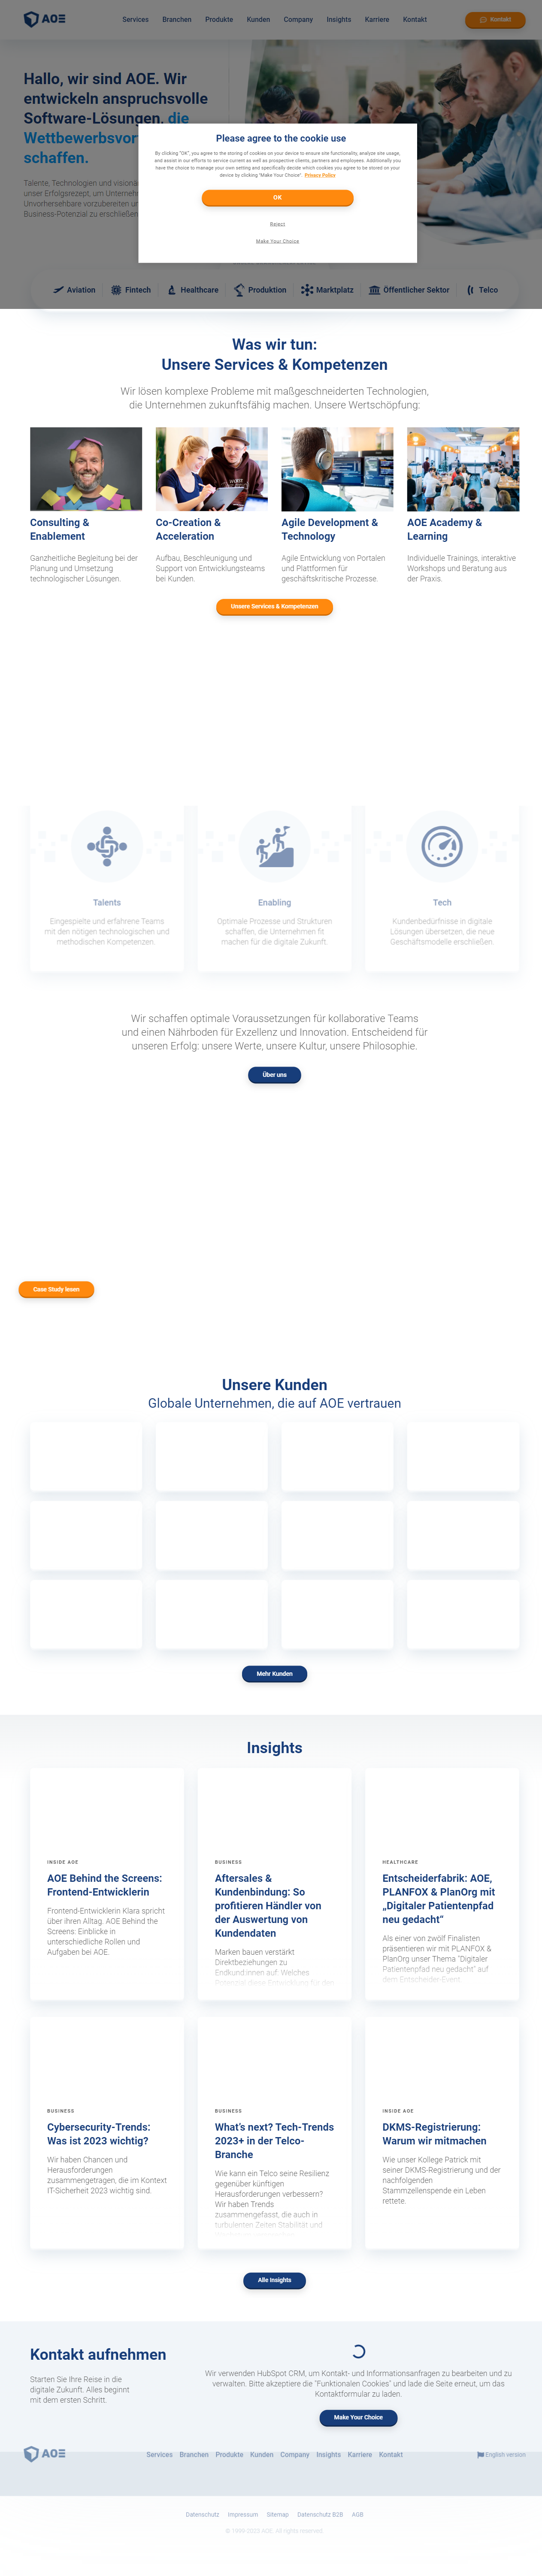 AOE
Services Branchen Produkte Kunden Company Insights Karriere Kontakt
Kontakt
Hallo, wir sind AOE. Wir
entwickeln anspruchsvolle
Software-Lösungen, die
Wettbewerbsvor
schaffen.
Talente, Technologien und
unser Erfolgsrezept, um
Unvorhersehbare vorzubereiten
Business-Potenzial zu erschließen
Please agree to the cookie use
By clicking "OK", you agree to the storing of cookies on your device to ensure site functionality, analyze site usage,
and assist in our efforts to service current as well as prospective clients, partners and employees. Additionally you
have the choice to manage your own setting and specifically decide which cookies you agree to be stored on your
device by clicking "Make Your Choice". Privacy Policy
OK
Reject
Make Your Choice
Aviation Fintech Healthcare Produktion Marktplatz Öffentlicher Sektor Telco
Was wir tun:
Unsere Services & Kompetenzen
Wir lösen komplexe Probleme mit maßgeschneiderten Technologien,
die Unternehmen zukunftsfähig machen. Unsere Wertschöpfung:
Consulting &
Enablement
Ganzheitliche Begleitung bei der
Planung und Umsetzung
technologischer Lösungen.
Co-Creation &
Acceleration
Aufbau, Beschleunigung und
Support von Entwicklungsteams
bei Kunden.
Agile Development &
Technology
Agile Entwicklung von Portalen
und Plattformen für
geschäftskritische Prozesse.
AOE Academy &
Learning
Individuelle Trainings, interaktive
Workshops und Beratung aus
der Praxis.
Unsere Services & Kompetenzen
Talents
Eingespielte und erfahrene Teams
mit den nötigen technologischen und
methodischen Kompetenzen.
Enabling
Optimale Prozesse und Strukturen
schaffen, die Unternehmen fit
machen für die digitale Zukunft.
Tech
Kundenbedürfnisse in digitale
Lösungen übersetzen, die neue
Geschäftsmodelle erschließen.
Wir schaffen optimale Voraussetzungen für kollaborative Teams
und einen Nährboden für Exzellenz und Innovation. Entscheidend für
unseren Erfolg: unsere Werte, unsere Kultur, unsere Philosophie.
Über uns
Case Study lesen
Unsere Kunden
Globale Unternehmen, die auf AOE vertrauen
Mehr Kunden
Insights
INSIDE AOE
AOE Behind the Screens:
Frontend-Entwicklerin
Frontend-Entwicklerin Klara spricht
über ihren Alltag. AOE Behind the
Screens: Einblicke in
unterschiedliche Rollen und
Aufgaben bei AOE.
BUSINESS
Aftersales &
Kundenbindung: So
profitieren Händler von
der Auswertung von
Kundendaten
Marken bauen verstärkt
Direktbeziehungen zu
Endkund:innen auf. Welches
Potenzial diese Entwicklung für den
HEALTHCARE
Entscheiderfabrik: AOE,
PLANFOX & PlanOrg mit
„Digitaler Patientenpfad
neu gedacht“
Als einer von zwölf Finalisten
präsentieren wir mit PLANFOX &
PlanOrg unser Thema "Digitaler
Patientenpfad neu gedacht" auf
dem Entscheider-Event
BUSINESS
Cybersecurity-Trends:
Was ist 2023 wichtig?
Wir haben Chancen und
Herausforderungen
zusammengetragen, die im Kontext
IT-Sicherheit 2023 wichtig sind.
BUSINESS
What’s next? Tech-Trends
2023+ in der Telco-
Branche
Wie kann ein Telco seine Resilienz
gegenüber künftigen
Herausforderungen verbessern?
Wir haben Trends
zusammengefasst, die auch in
turbulenten Zeiten Stabilität und
INSIDE AOE
DKMS-Registrierung:
Warum wir mitmachen
Wie unser Kollege Patrick mit
seiner DKMS-Registrierung und der
nachfolgenden
Stammzellenspende ein Leben
rettete.
Alle Insights
Kontakt aufnehmen
Starten Sie Ihre Reise in die
digitale Zukunft. Alles beginnt
mit dem ersten Schritt.
Wir verwenden HubSpot CRM, um Kontakt- und Informationsanfragen zu bearbeiten und zu
verwalten. Bitte akzeptiere die "Funktionalen Cookies" und lade die Seite erneut, um das
Kontaktformular zu laden.
Make Your Choice
AOE
Services Branchen Produkte Kunden Company Insights Karriere Kontakt
English version
Datenschutz Impressum Sitemap Datenschutz B2B AGB
© 1999-2023 AOE. All rights reserved.